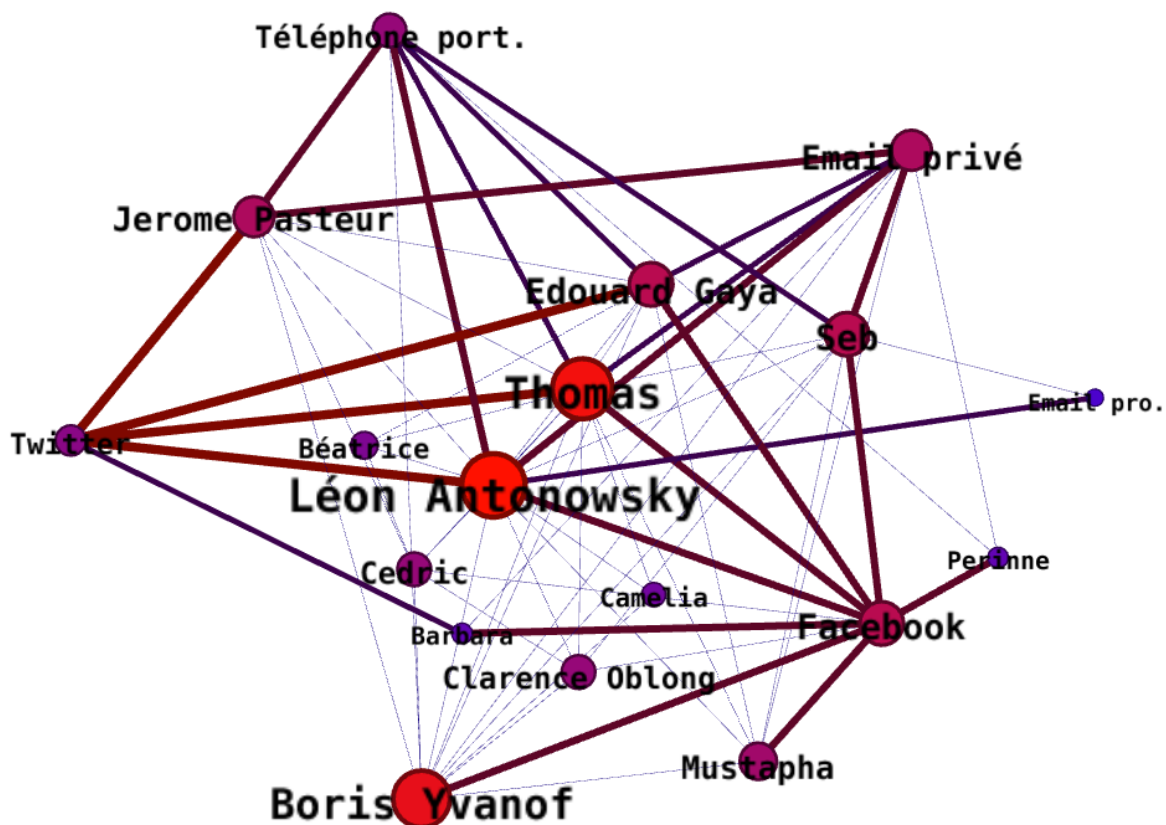 Téléphone port.
Email privé
Jerome Pasteur
Edouard Gaya
Seb
Thomas
Email pro.
Twitter
Béatrice
Léon Antonowsky
Perinne
Cedric
Camelia
Facebook
Barbara
Clarence Oblong
Mustapha
Boris Yvanof